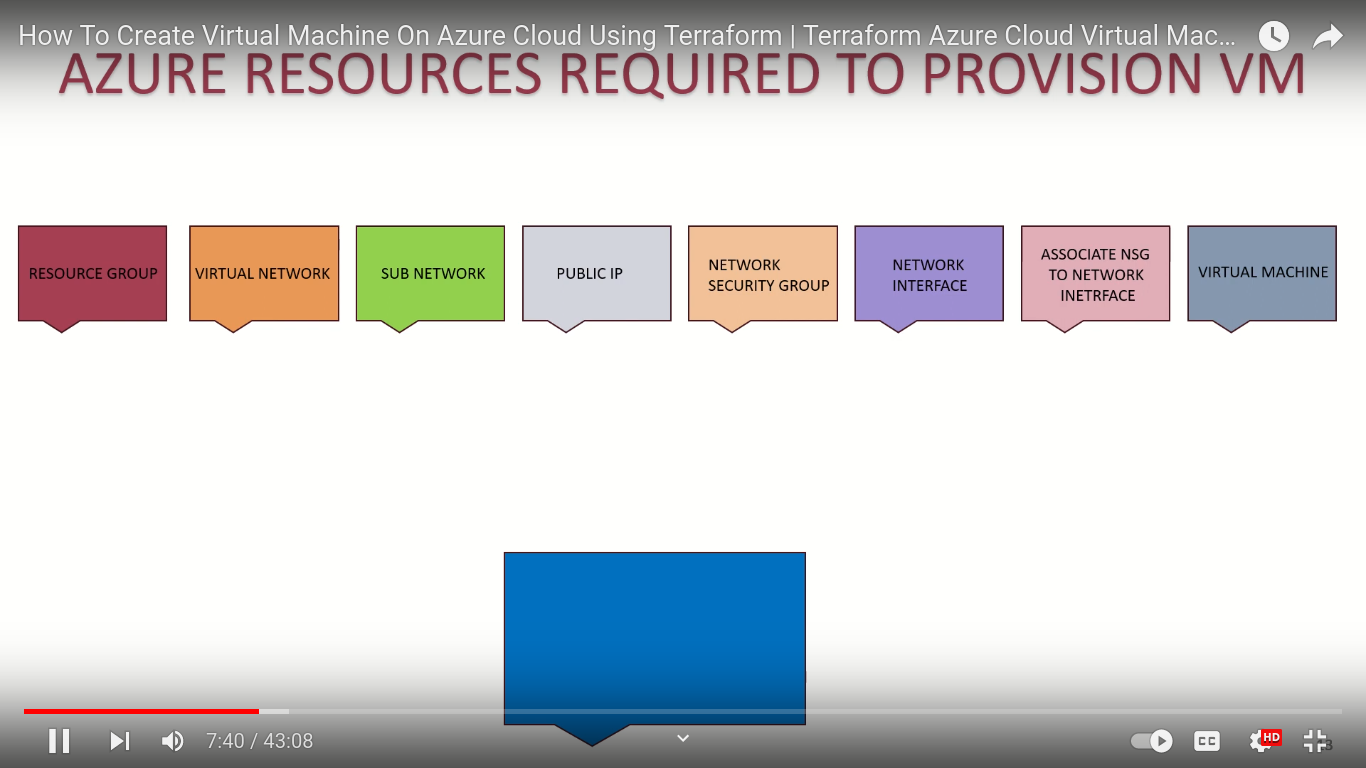 How To Create Virtual Machine On Azure Cloud Using Terraform | Terraform Azure Cloud Virtual Mac...
AZURE RESOURCES REQUIRED TO PROVISION VM
RESOURCE GROUP
VIRTUAL NETWORK
SUB NETWORK
PUBLIC IP
NETWORK
SECURITY GROUP
NETWORK
INTERFACE
ASSOCIATE NSG
TO NETWORK
INETRFACE
VIRTUAL MACHINE
7:40 / 43:08
CC
HD
3